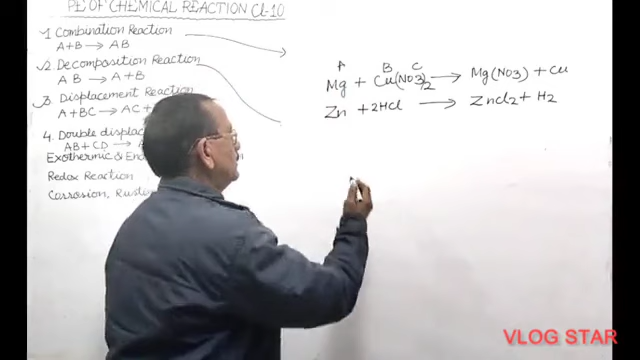 PE OF CHEMICAL REACTION Cl-10
1 Combination Reaction
A+B → AB
2. Decomposition Reaction
AB → A+B
3. Displacement Reaction
A+BC → AC +
4. Double displac
AB + CD →
Exothermic &
Redox Reaction
Corrosion,
A B C
Mg + Cu(NO3)2 → Mg(NO3) + Cu
Zn + 2HCl → ZnCl2 + H2
VLOG STAR